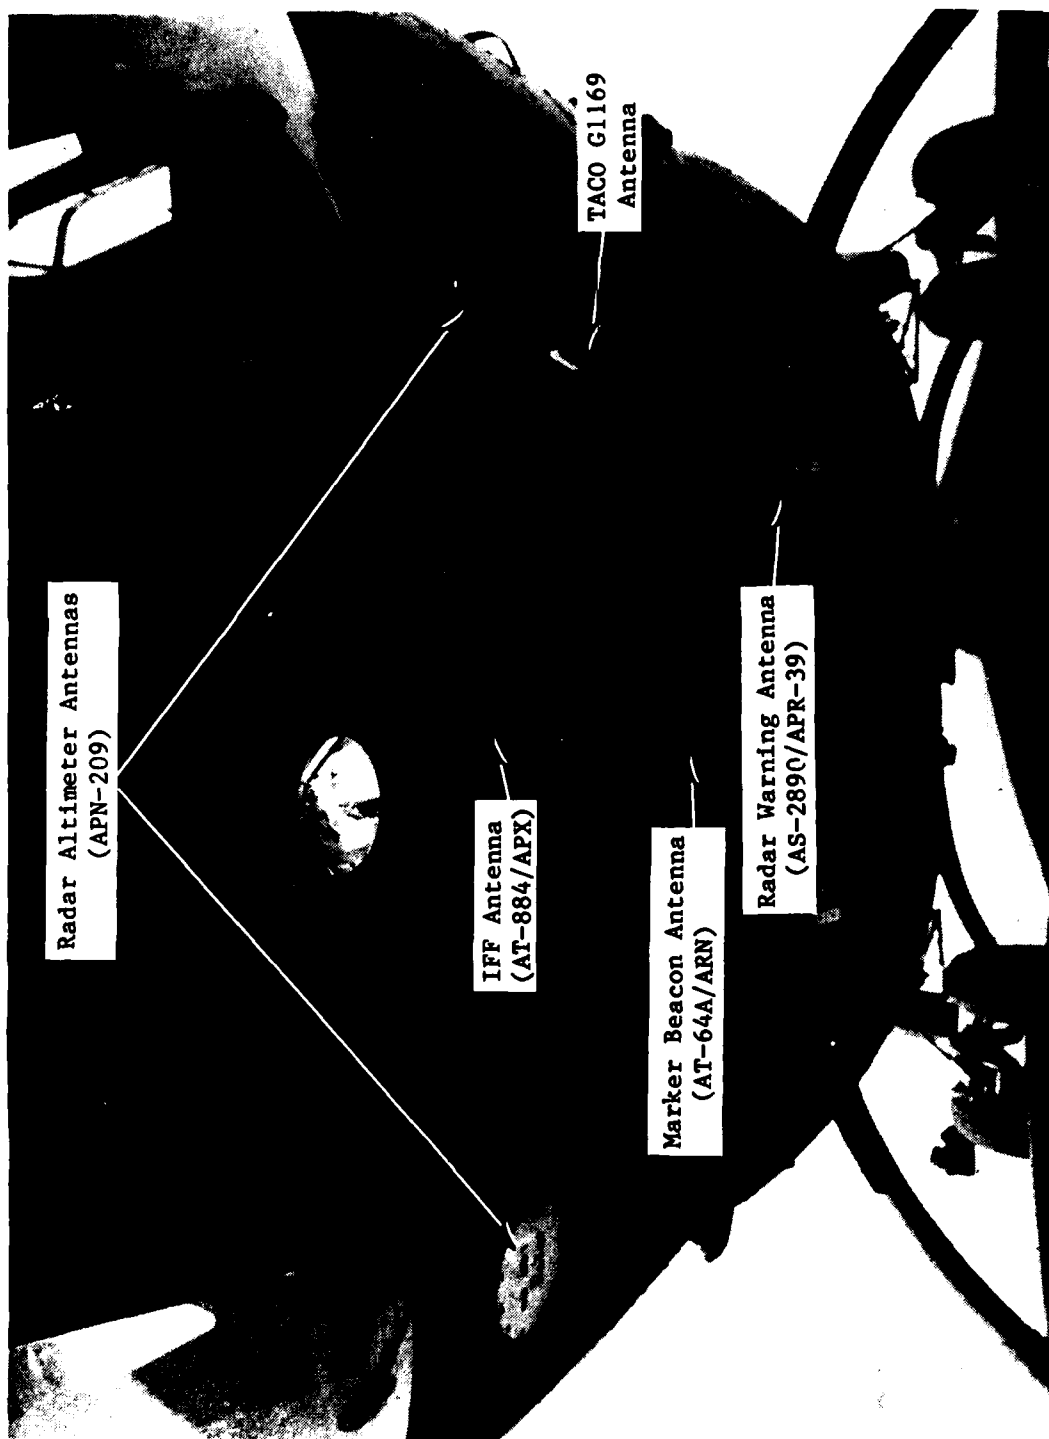 Radar Altimeter Antennas
(APN-209)
TACO G1169
Antenna
IFF Antenna
(AT-884/APX)
Marker Beacon Antenna
(AT-64A/ARN)
Radar Warning Antenna
(AS-2890/APR-39)